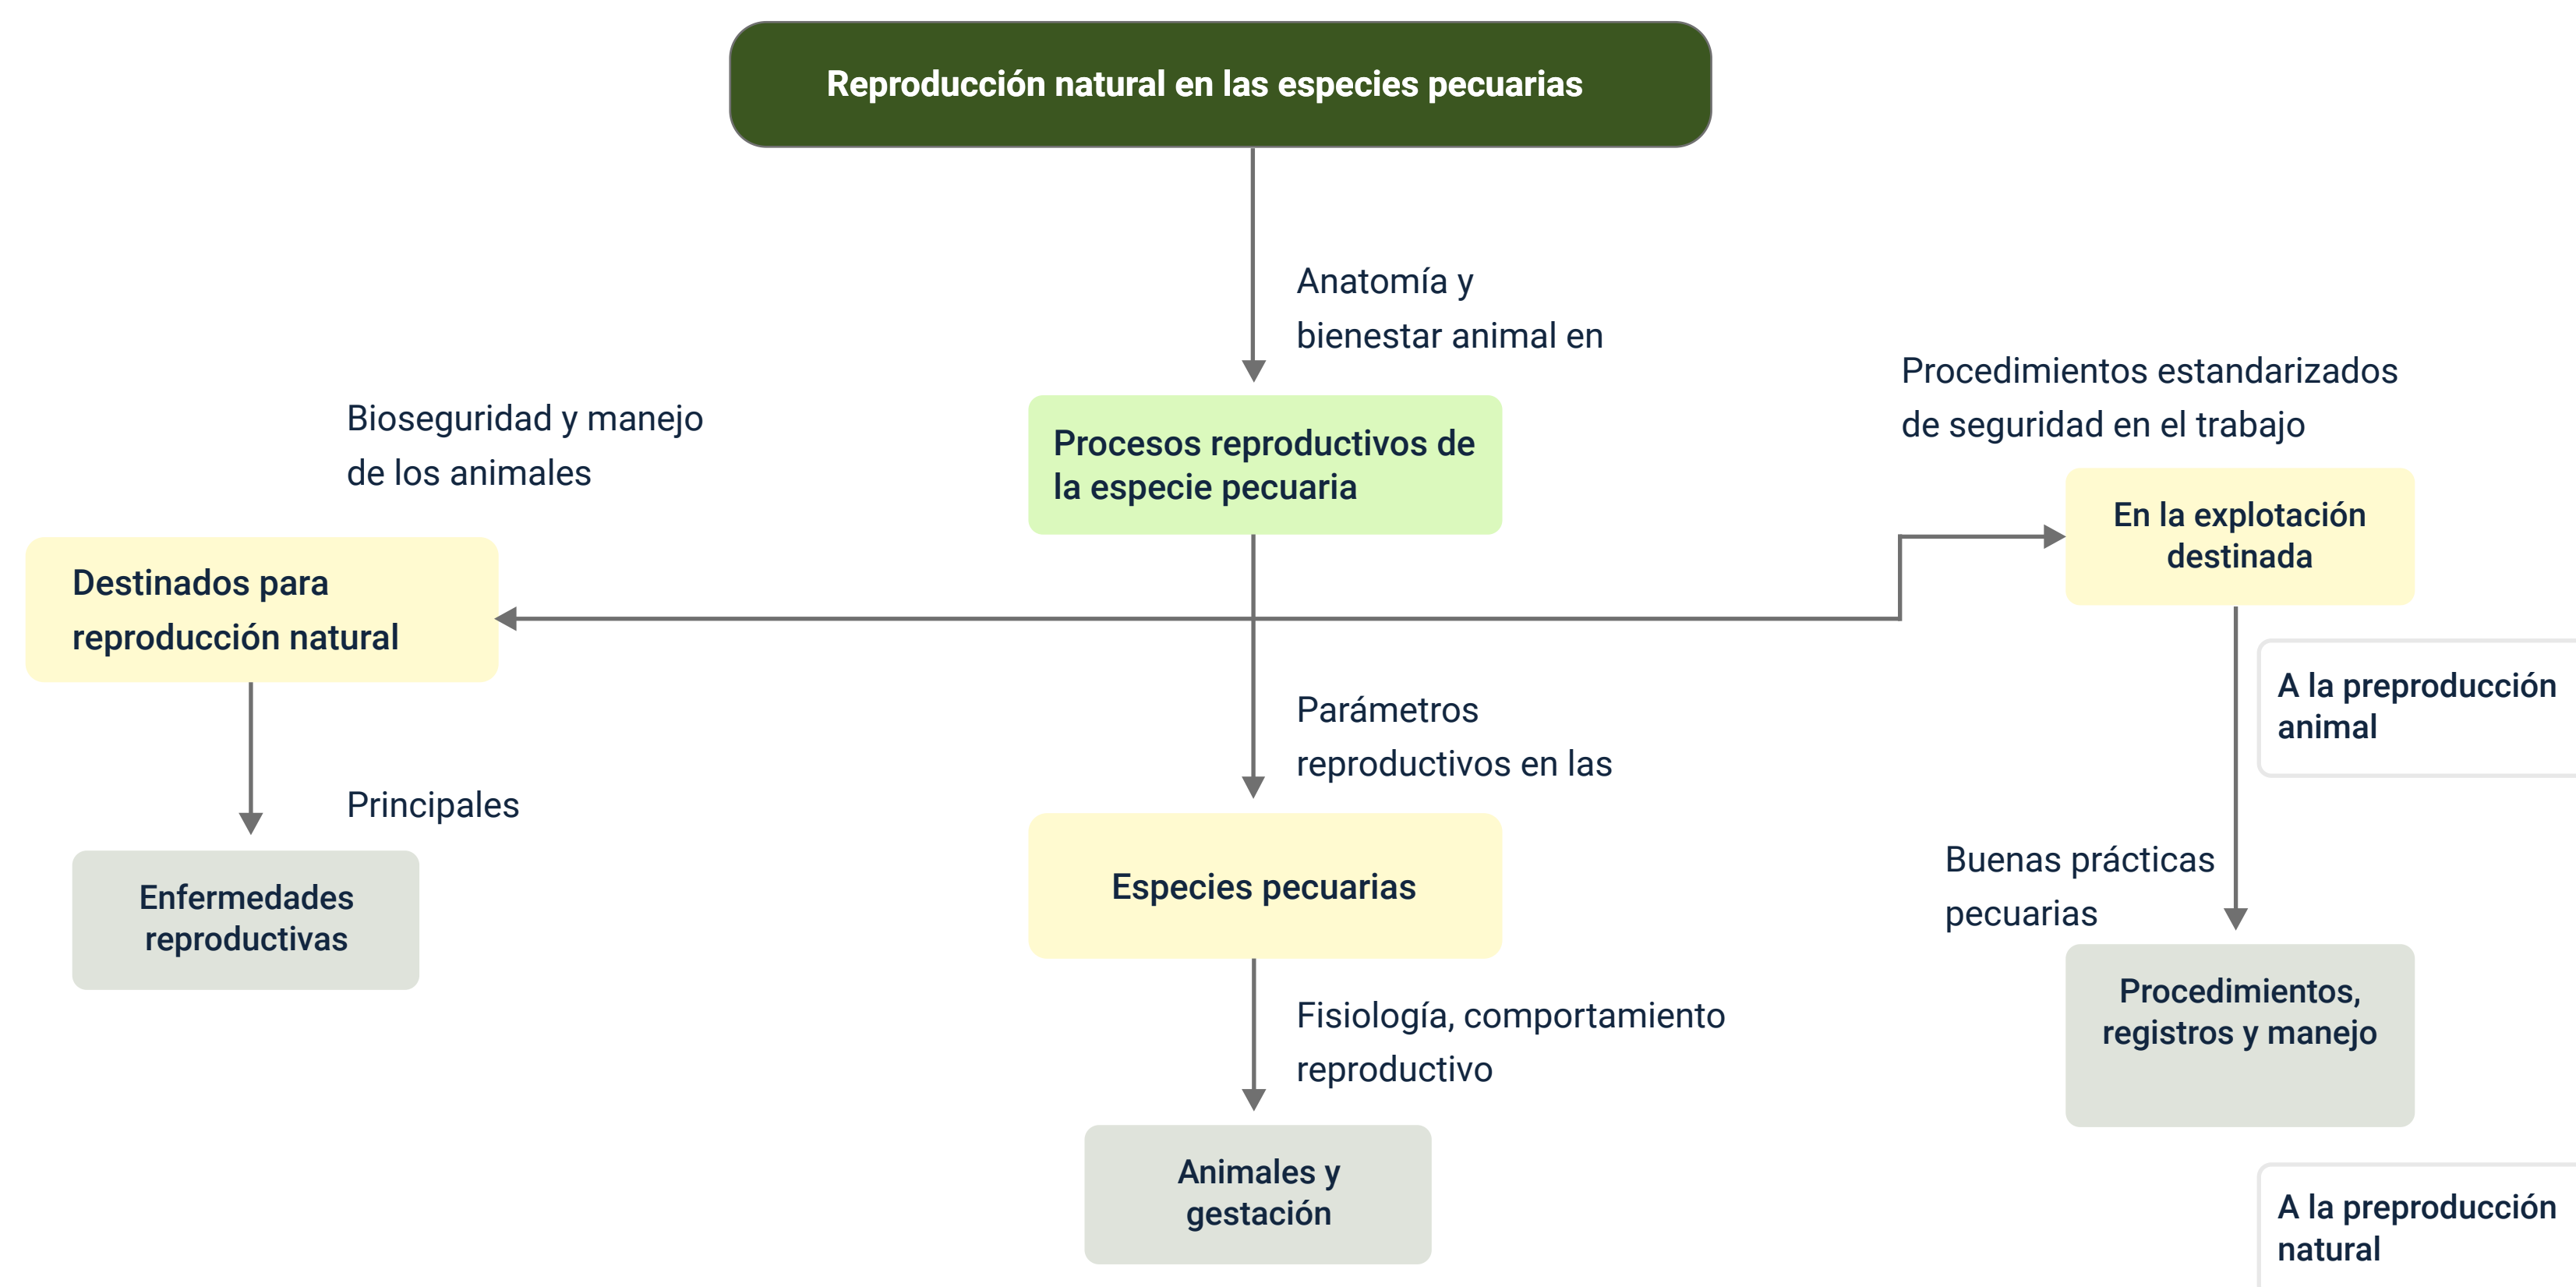 Reproducción natural en las especies pecuarias
Anatomía y
bienestar animal en
Procedimientos estandarizados
de seguridad en el trabajo
Bioseguridad y manejo
de los animales
Procesos reproductivos de
la especie pecuaria
En la explotación
destinada
Destinados para
reproducción natural
A la preproducción
animal
Parámetros
reproductivos en las
Principales
Buenas prácticas
pecuarias
Enfermedades
reproductivas
Especies pecuarias
Procedimientos,
registros y manejo
Fisiología, comportamiento
reproductivo
Animales y
gestación
A la preproducción
natural